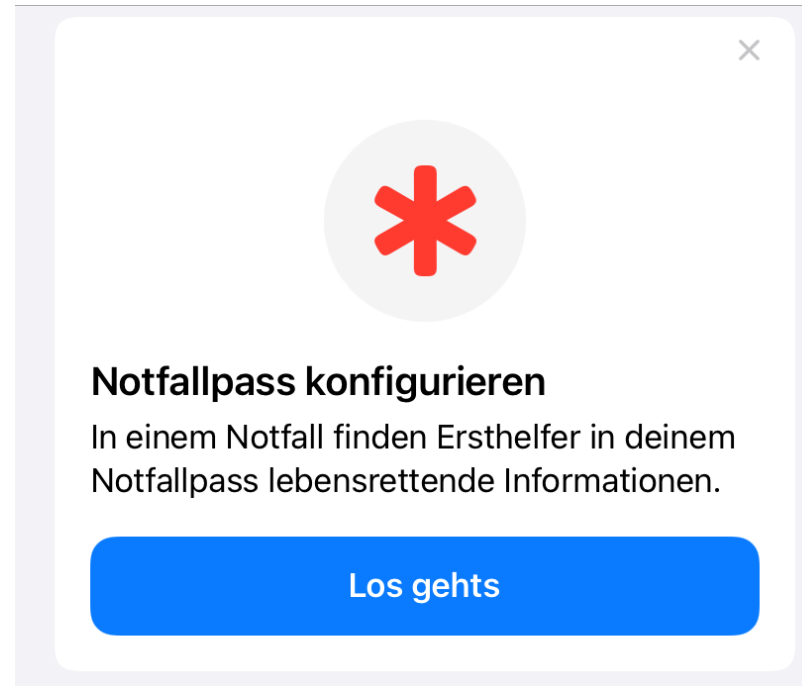 Notfallpass konfigurieren
In einem Notfall finden Ersthelfer in deinem
Notfallpass lebensrettende Informationen.
Los gehts